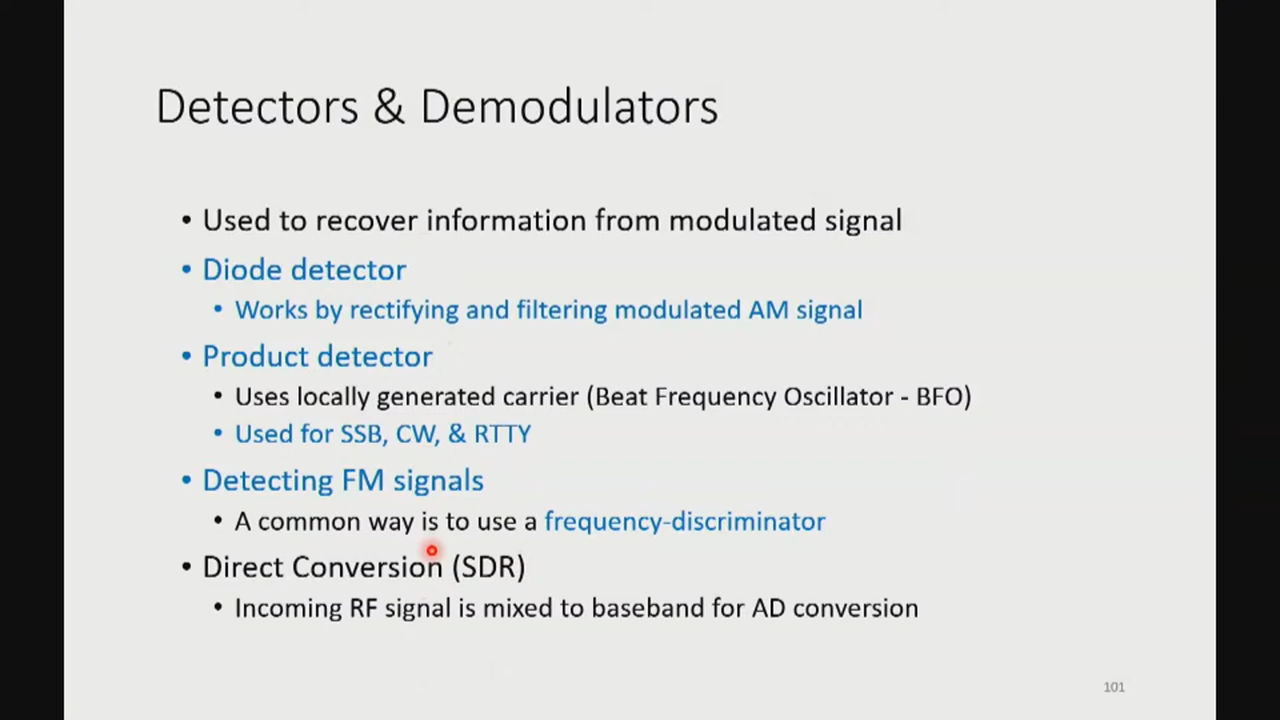 Detectors & Demodulators
• Used to recover information from modulated signal
• Diode detector
• Works by rectifying and filtering modulated AM signal
• Product detector
• Uses locally generated carrier (Beat Frequency Oscillator - BFO)
• Used for SSB, CW, & RTTY
• Detecting FM signals
• A common way is to use a frequency-discriminator
• Direct Conversion (SDR)
• Incoming RF signal is mixed to baseband for AD conversion
101